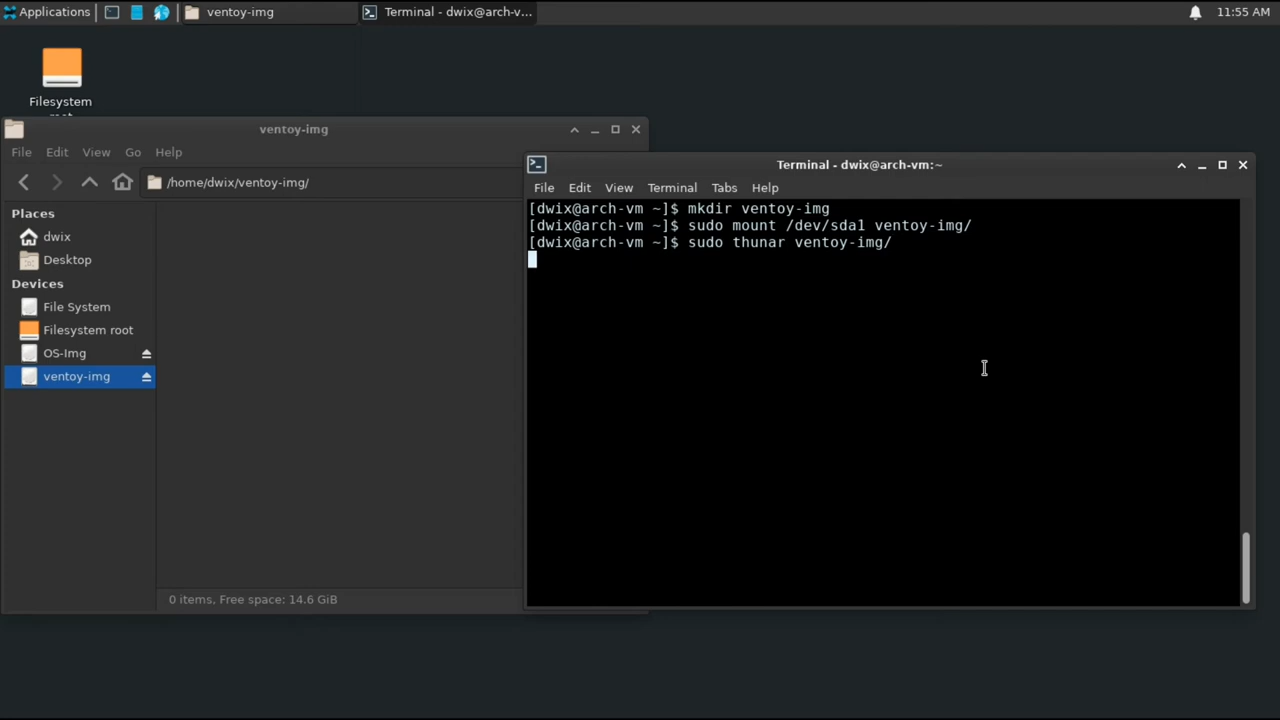 Applications
ventoy-img
Terminal - dwix@arch-v...
11:55 AM
Filesystem
ventoy-img
File Edit View Go Help
/home/dwix/ventoy-img/
Places
dwix
Desktop
Devices
File System
Filesystem root
OS-Img
ventoy-img
0 items, Free space: 14.6 GiB
Terminal - dwix@arch-vm:~
File Edit View Terminal Tabs Help
[dwix@arch-vm ~]$ mkdir ventoy-img
[dwix@arch-vm ~]$ sudo mount /dev/sda1 ventoy-img/
[dwix@arch-vm ~]$ sudo thunar ventoy-img/